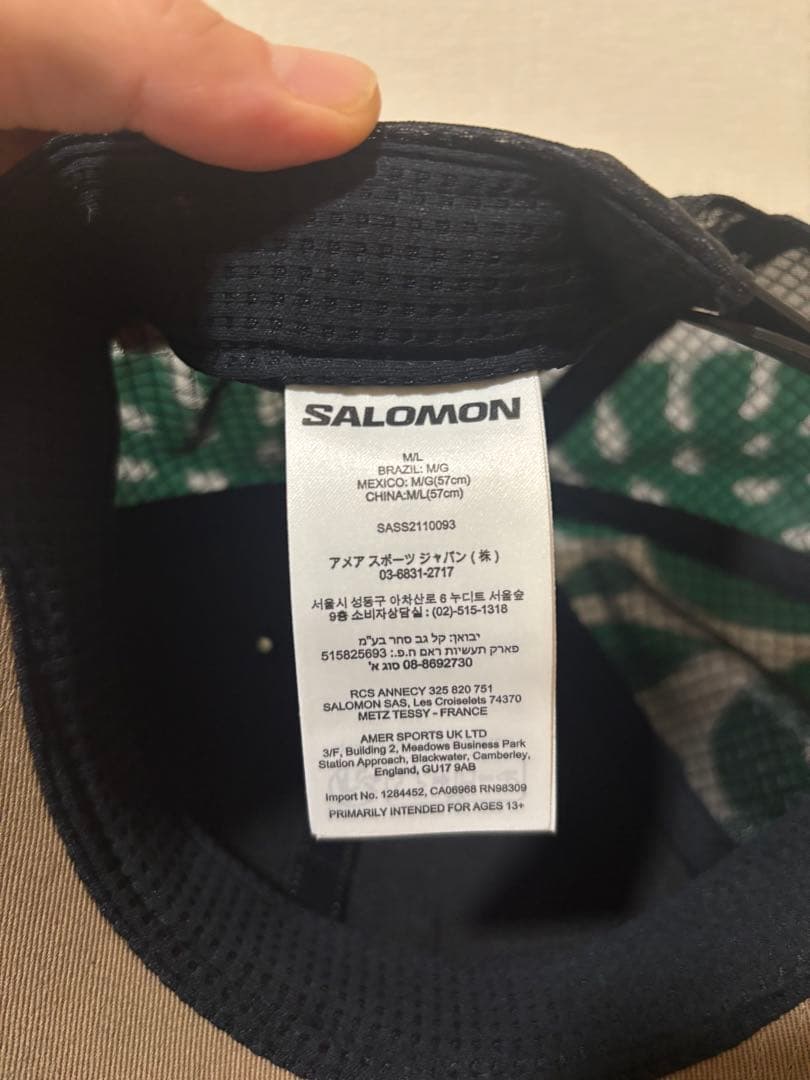 SALOMON
M/L
BRAZIL: M/G
MEXICO: M/G(57cm)
CHINA:M/L(57cm)
SASS2110093
アメア スポーツ ジャパン ( 株 )
03-6831-2717
서울시 성동구 아차산로 6 누디트 서울숲
9층 소비자상담실 : (02)-515-1318
יבואן: קל גב סחר בע"מ
פארק תעשיות ראם ח.פ.: 515825693
08-8692730 סוג א'
RCS ANNECY 325 820 751
SALOMON SAS, Les Croiselets 74370
METZ TESSY - FRANCE
AMER SPORTS UK LTD
3/F, Building 2, Meadows Business Park
Station Approach, Blackwater, Camberley,
England, GU17 9AB
Import No. 1284452, CA06968 RN98309
PRIMARILY INTENDED FOR AGES 13+